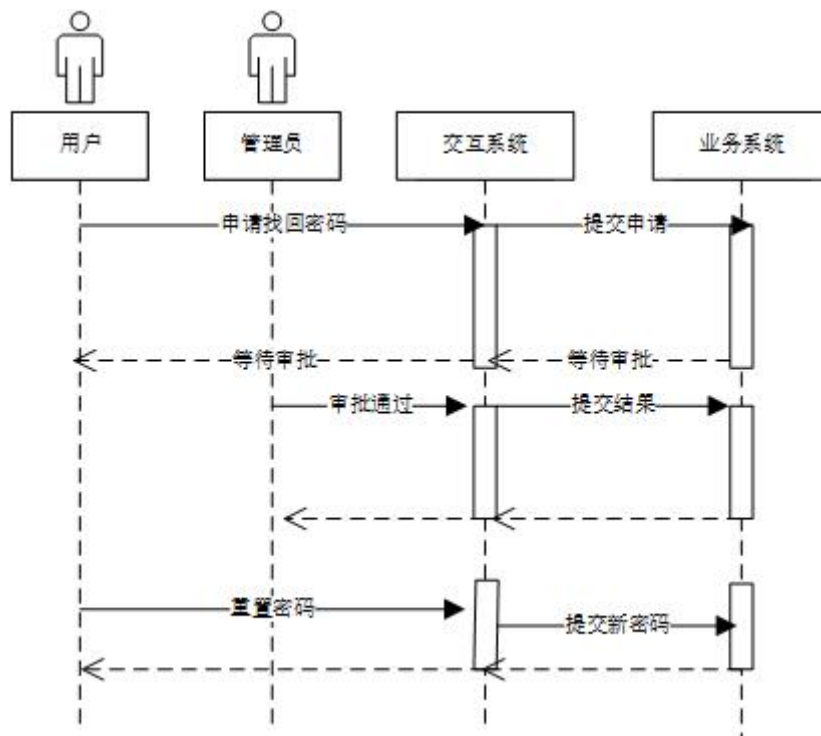 用户
管理员
交互系统
业务系统
申请找回密码
提交申请
等待审批
等待审批
审批通过
提交结果
重置密码
提交新密码